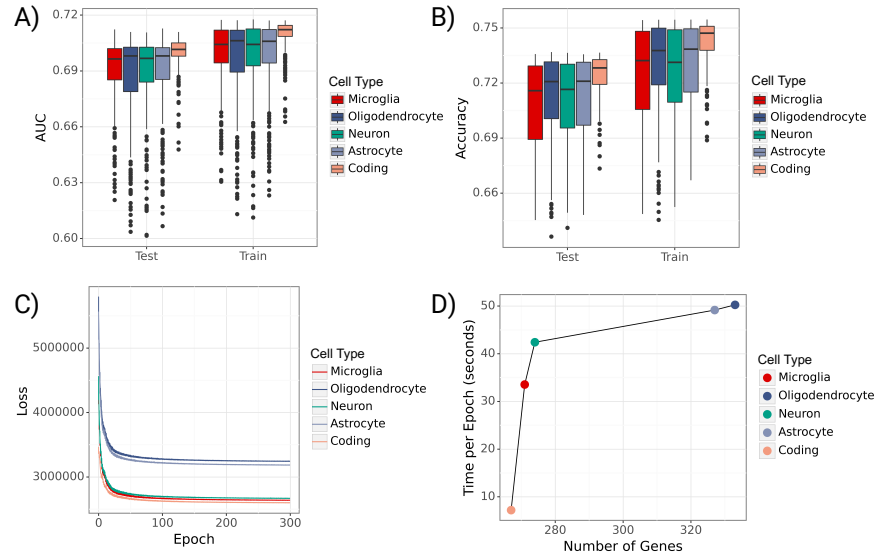 A)
0.72
0.69
0.66
0.63
0.60
AUC
Test
Train
Cell Type
Microglia
Oligodendrocyte
Neuron
Astrocyte
Coding
B)
0.75
0.72
0.69
0.66
Accuracy
Test
Train
Cell Type
Microglia
Oligodendrocyte
Neuron
Astrocyte
Coding
C)
5000000
4000000
3000000
Loss
0
100
200
300
Epoch
Cell Type
Microglia
Oligodendrocyte
Neuron
Astrocyte
Coding
D)
50
40
30
20
10
Time per Epoch (seconds)
280
300
320
Number of Genes
Cell Type
Microglia
Oligodendrocyte
Neuron
Astrocyte
Coding